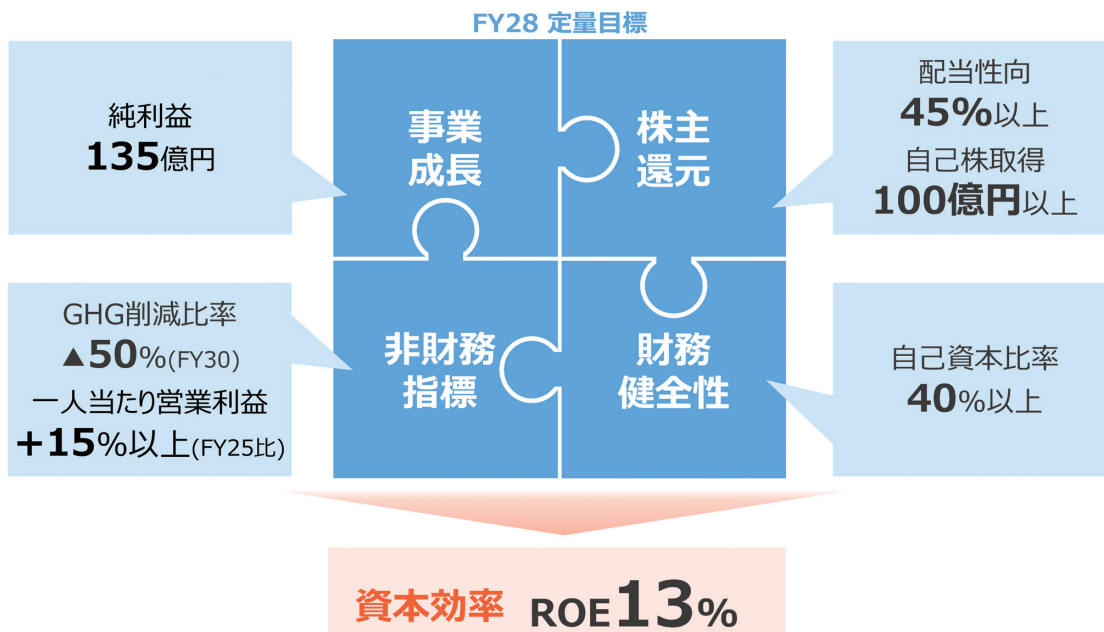 FY28 定量目標
純利益
135億円
事業
成長
株主
還元
配当性向
45%以上
自己株取得
100億円以上
GHG削減比率
▲50%(FY30)
一人当たり営業利益
+15%以上(FY25比)
非財務
指標
財務
健全性
自己資本比率
40%以上
資本効率 ROE13%